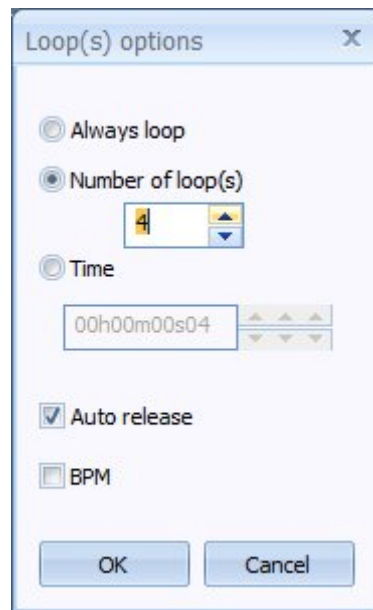 Loop(s) options
Always loop
Number of loop(s)
4
Time
00h00m00s04
Auto release
BPM
OK Cancel